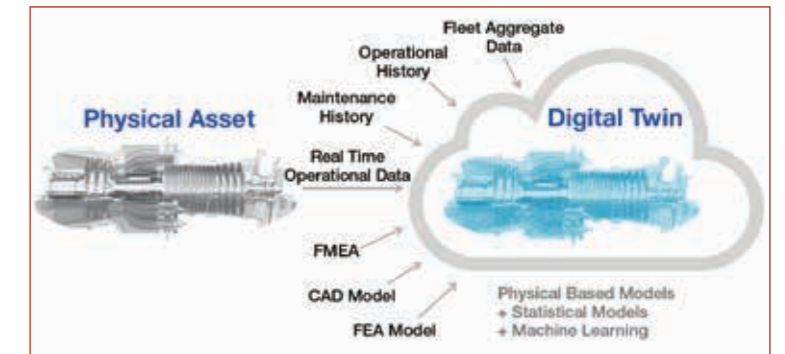 Fleet Aggregate
Data
Operational
History
Maintenance
History
Physical Asset
Digital Twin
Real Time
Operational Data
FMEA
CAD Model
FEA Model
Physical Based Models
+ Statistical Models
+ Machine Learning